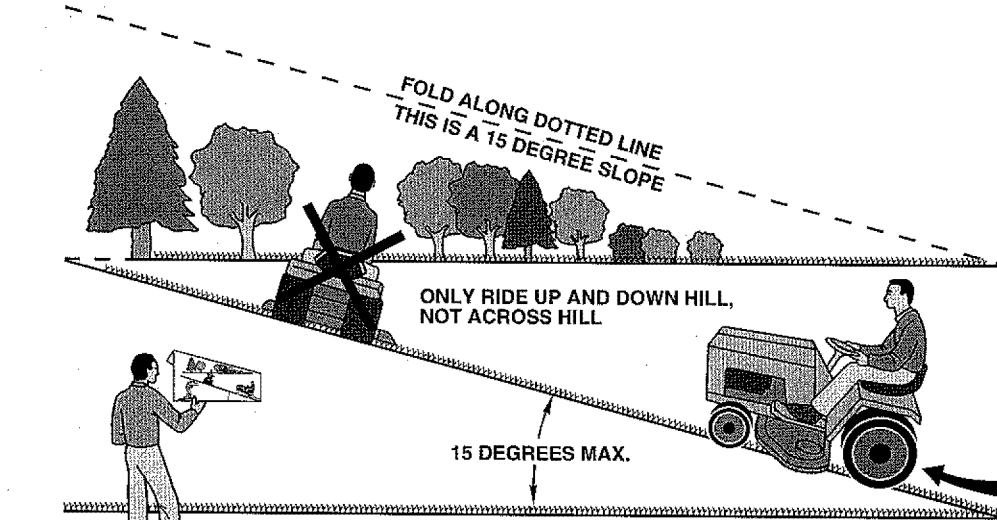 FOLD ALONG DOTTED LINE
THIS IS A 15 DEGREE SLOPE
ONLY RIDE UP AND DOWN HILL,
NOT ACROSS HILL
15 DEGREES MAX.